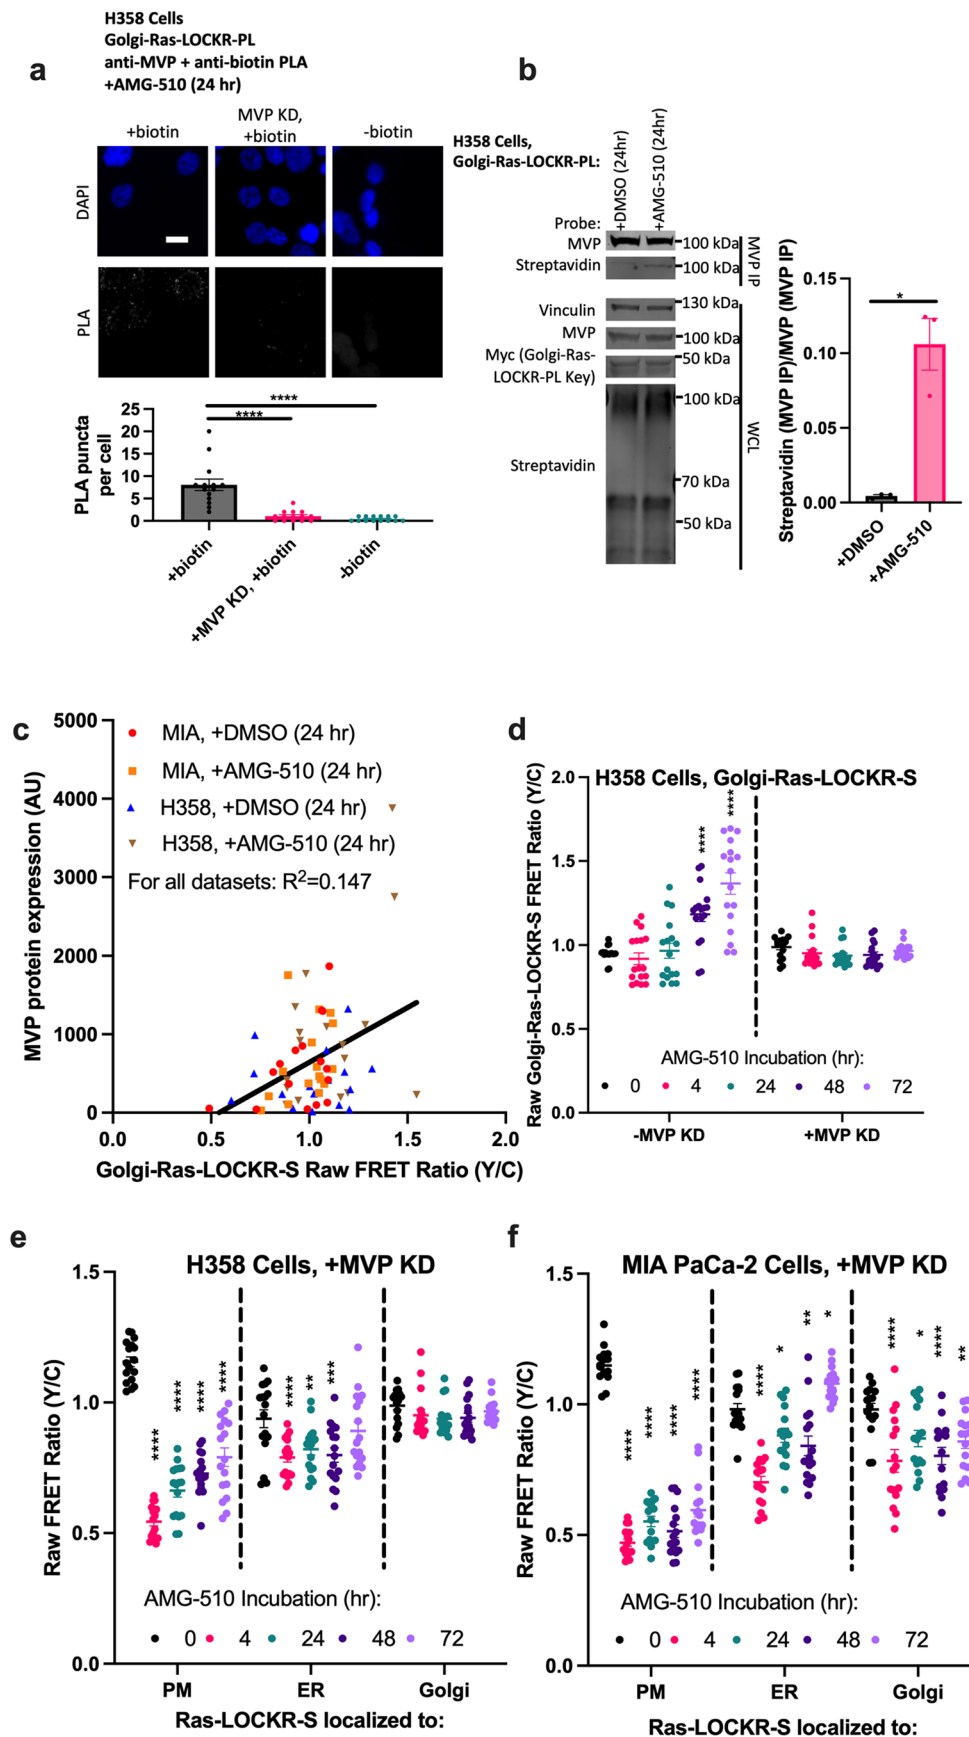 a
H358 Cells
Golgi-Ras-LOCKR-PL
anti-MVP + anti-biotin PLA
+AMG-510 (24 hr)
+biotin
MVP KD,
+biotin
-biotin
DAPI
PLA
PLA puncta
per cell
25
20
15
10
5
0
****
****
+biotin
+MVP KD, +biotin
-biotin
b
H358 Cells,
Golgi-Ras-LOCKR-PL:
+DMSO (24hr)
+AMG-510 (24hr)
Probe:
MVP
100 kDa
Streptavidin
100 kDa
MVP IP
Vinculin
130 kDa
MVP
100 kDa
Myc (Golgi-Ras-
LOCKR-PL Key)
50 kDa
100 kDa
Streptavidin
70 kDa
50 kDa
WCL
Streptavidin (MVP IP)/MVP (MVP IP)
0.15
0.10
0.05
0.00
*
+DMSO
+AMG-510
c
MVP protein expression (AU)
5000
4000
3000
2000
1000
0
MIA, +DMSO (24 hr)
MIA, +AMG-510 (24 hr)
H358, +DMSO (24 hr)
H358, +AMG-510 (24 hr)
For all datasets: R²=0.147
0.0 0.5 1.0 1.5 2.0
Golgi-Ras-LOCKR-S Raw FRET Ratio (Y/C)
d
H358 Cells, Golgi-Ras-LOCKR-S
Raw Golgi-Ras-LOCKR-S FRET Ratio (Y/C)
2.0
1.5
1.0
0.5
0.0
****
****
AMG-510 Incubation (hr):
0 4 24 48 72
-MVP KD +MVP KD
e
H358 Cells, +MVP KD
Raw FRET Ratio (Y/C)
1.5
1.0
0.5
0.0
****
****
****
****
****
**
***
AMG-510 Incubation (hr):
0 4 24 48 72
PM ER Golgi
Ras-LOCKR-S localized to:
f
MIA PaCa-2 Cells, +MVP KD
Raw FRET Ratio (Y/C)
1.5
1.0
0.5
0.0
****
****
****
****
****
*
**
*
****
*
****
**
AMG-510 Incubation (hr):
0 4 24 48 72
PM ER Golgi
Ras-LOCKR-S localized to: